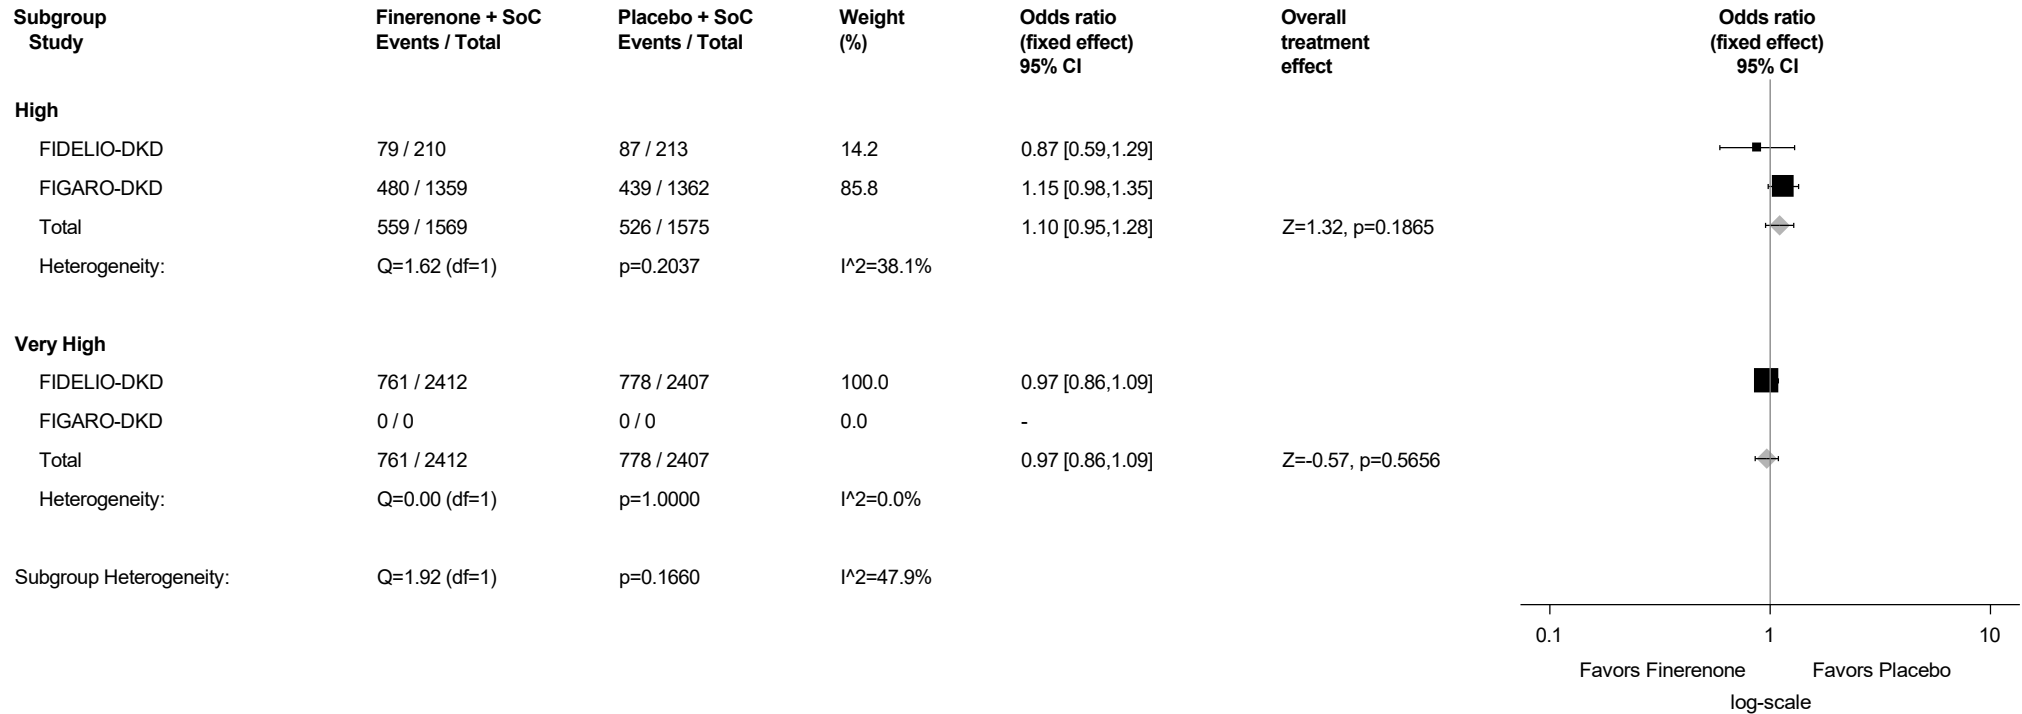 Subgroup Finerenone + SoC Placebo + SoC Weight Odds ratio Overall Odds ratio
Study Events / Total Events / Total (%) (fixed effect) treatment (fixed effect)
95% CI effect 95% CI
High
FIDELIO-DKD 79 / 210 87 / 213 14.2 0.87 [0.59,1.29]
FIGARO-DKD 480 / 1359 439 / 1362 85.8 1.15 [0.98,1.35]
Total 559 / 1569 526 / 1575 1.10 [0.95,1.28] Z=1.32, p=0.1865
Heterogeneity: Q=1.62 (df=1) p=0.2037 I^2=38.1%
Very High
FIDELIO-DKD 761 / 2412 778 / 2407 100.0 0.97 [0.86,1.09]
FIGARO-DKD 0 / 0 0 / 0 0.0 -
Total 761 / 2412 778 / 2407 0.97 [0.86,1.09] Z=-0.57, p=0.5656
Heterogeneity: Q=0.00 (df=1) p=1.0000 I^2=0.0%
Subgroup Heterogeneity: Q=1.92 (df=1) p=0.1660 I^2=47.9%
0.1 1 10
Favors Finerenone Favors Placebo
log-scale